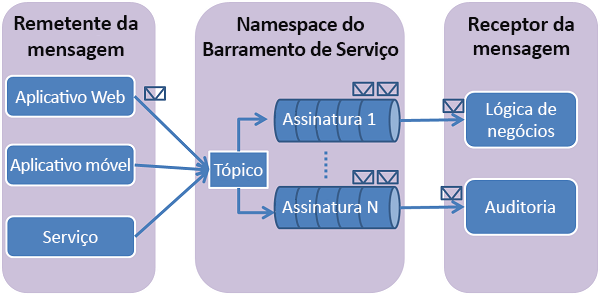 Remetente da
mensagem
Aplicativo Web
Aplicativo móvel
Serviço
Namespace do
Barramento de Serviço
Tópico
Assinatura 1
Assinatura N
Receptor da
mensagem
Lógica de
negócios
Auditoria